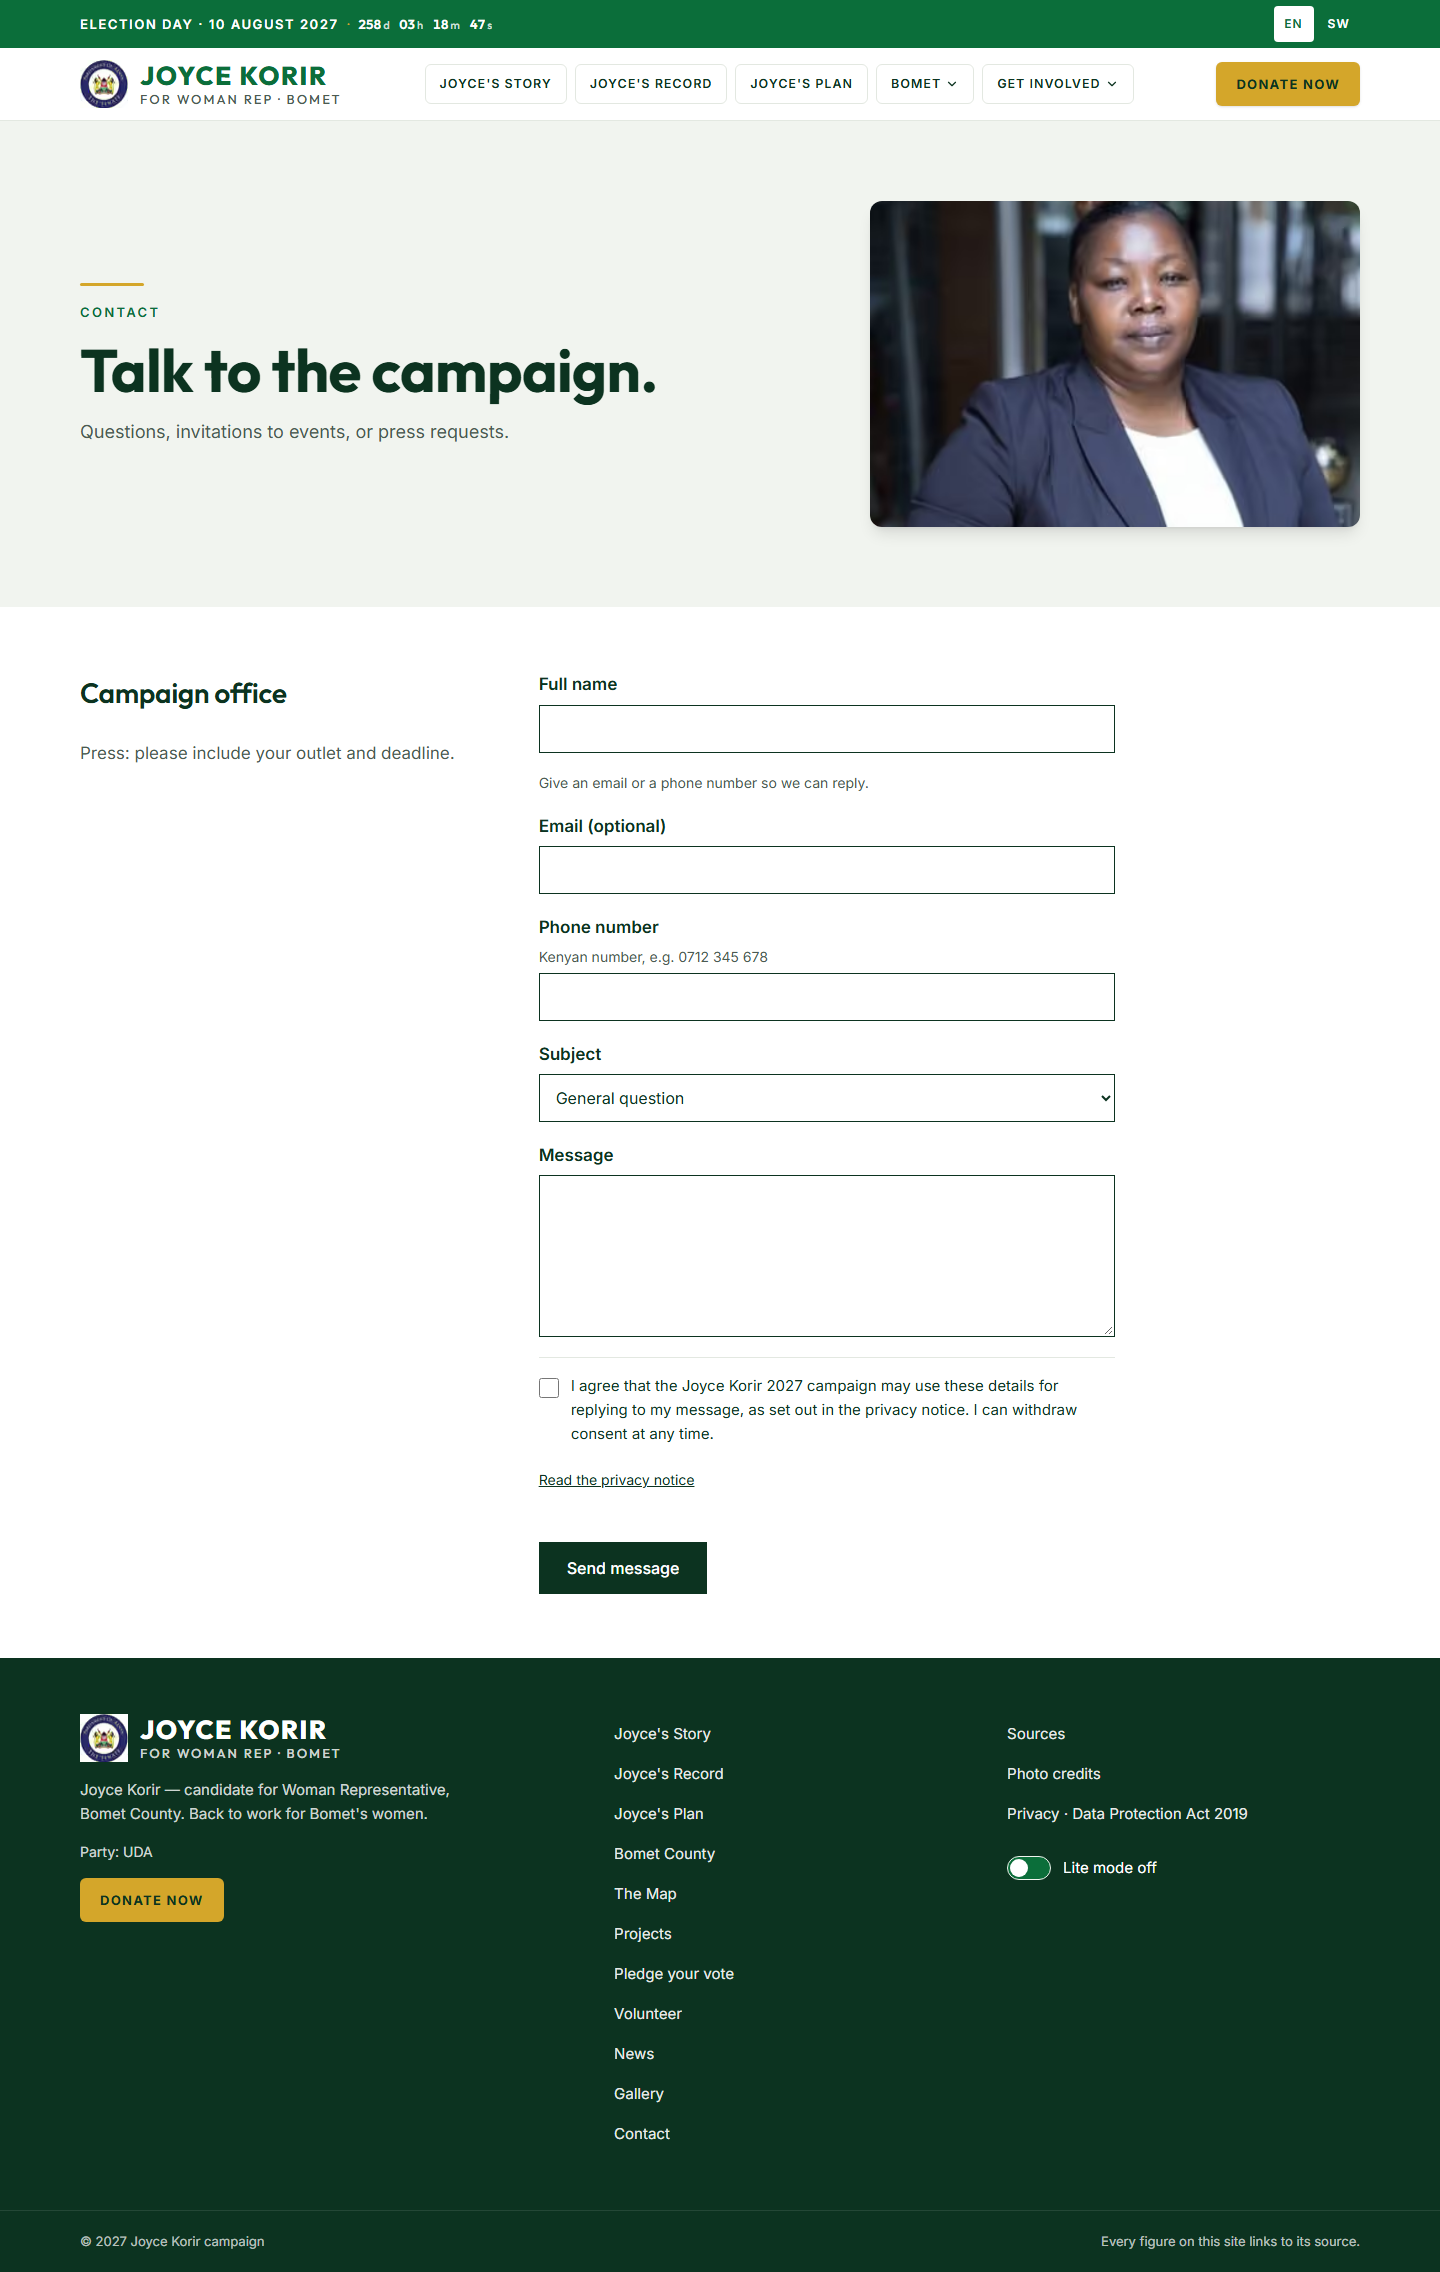 ELECTION DAY · 10 AUGUST 2027 · 258d 03h 18m 47s
EN SW
JOYCE KORIR
FOR WOMAN REP · BOMET
JOYCE'S STORY
JOYCE'S RECORD
JOYCE'S PLAN
BOMET
GET INVOLVED
DONATE NOW
CONTACT
Talk to the campaign.
Questions, invitations to events, or press requests.
Campaign office
Press: please include your outlet and deadline.
Full name
Give an email or a phone number so we can reply.
Email (optional)
Phone number
Kenyan number, e.g. 0712 345 678
Subject
General question
Message
I agree that the Joyce Korir 2027 campaign may use these details for
replying to my message, as set out in the privacy notice. I can withdraw
consent at any time.
Read the privacy notice
Send message
JOYCE KORIR
FOR WOMAN REP · BOMET
Joyce Korir — candidate for Woman Representative,
Bomet County. Back to work for Bomet's women.
Party: UDA
DONATE NOW
Joyce's Story
Joyce's Record
Joyce's Plan
Bomet County
The Map
Projects
Pledge your vote
Volunteer
News
Gallery
Contact
Sources
Photo credits
Privacy · Data Protection Act 2019
Lite mode off
© 2027 Joyce Korir campaign
Every figure on this site links to its source.